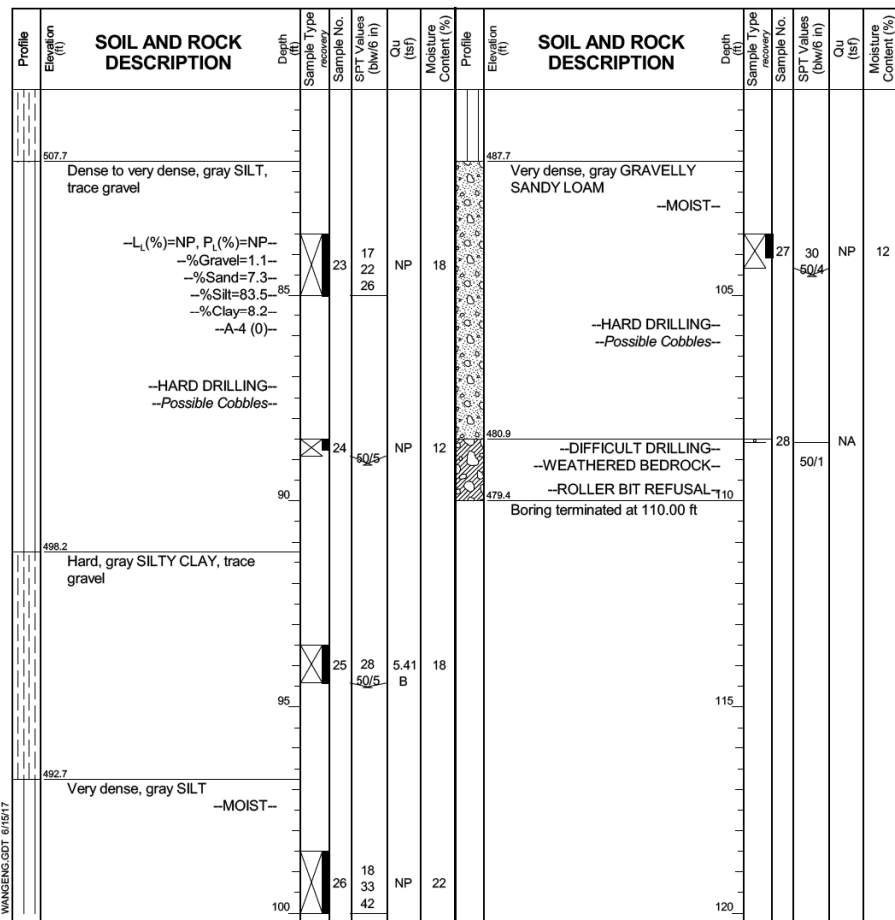 Profile
Elevation
(ft)
SOIL AND ROCK
DESCRIPTION
Depth
(ft)
Sample Type
recovery
Sample No.
SPT Values
(blw/6 in)
Qu
(tsf)
Moisture
Content (%)
507.7
Dense to very dense, gray SILT,
trace gravel
--LL(%)=NP, PL(%)=NP--
--%Gravel=1.1--
--%Sand=7.3--
--%Silt=83.5--
85
--%Clay=8.2--
--A-4 (0)--
23
17
22
26
NP
18
--HARD DRILLING--
--Possible Cobbles--
24
50/5
NP
12
90
498.2
Hard, gray SILTY CLAY, trace
gravel
25
28
50/5
5.41
B
18
95
492.7
Very dense, gray SILT
--MOIST--
26
18
33
42
NP
22
100
WANGENG.GDT 6/15/17
Profile
Elevation
(ft)
SOIL AND ROCK
DESCRIPTION
Depth
(ft)
Sample Type
recovery
Sample No.
SPT Values
(blw/6 in)
Qu
(tsf)
Moisture
Content (%)
487.7
Very dense, gray GRAVELLY
SANDY LOAM
--MOIST--
27
30
50/4
NP
12
105
--HARD DRILLING--
--Possible Cobbles--
480.9
--DIFFICULT DRILLING--
--WEATHERED BEDROCK--
28
50/1
NA
--ROLLER BIT REFUSAL--
110
479.4
Boring terminated at 110.00 ft
115
120